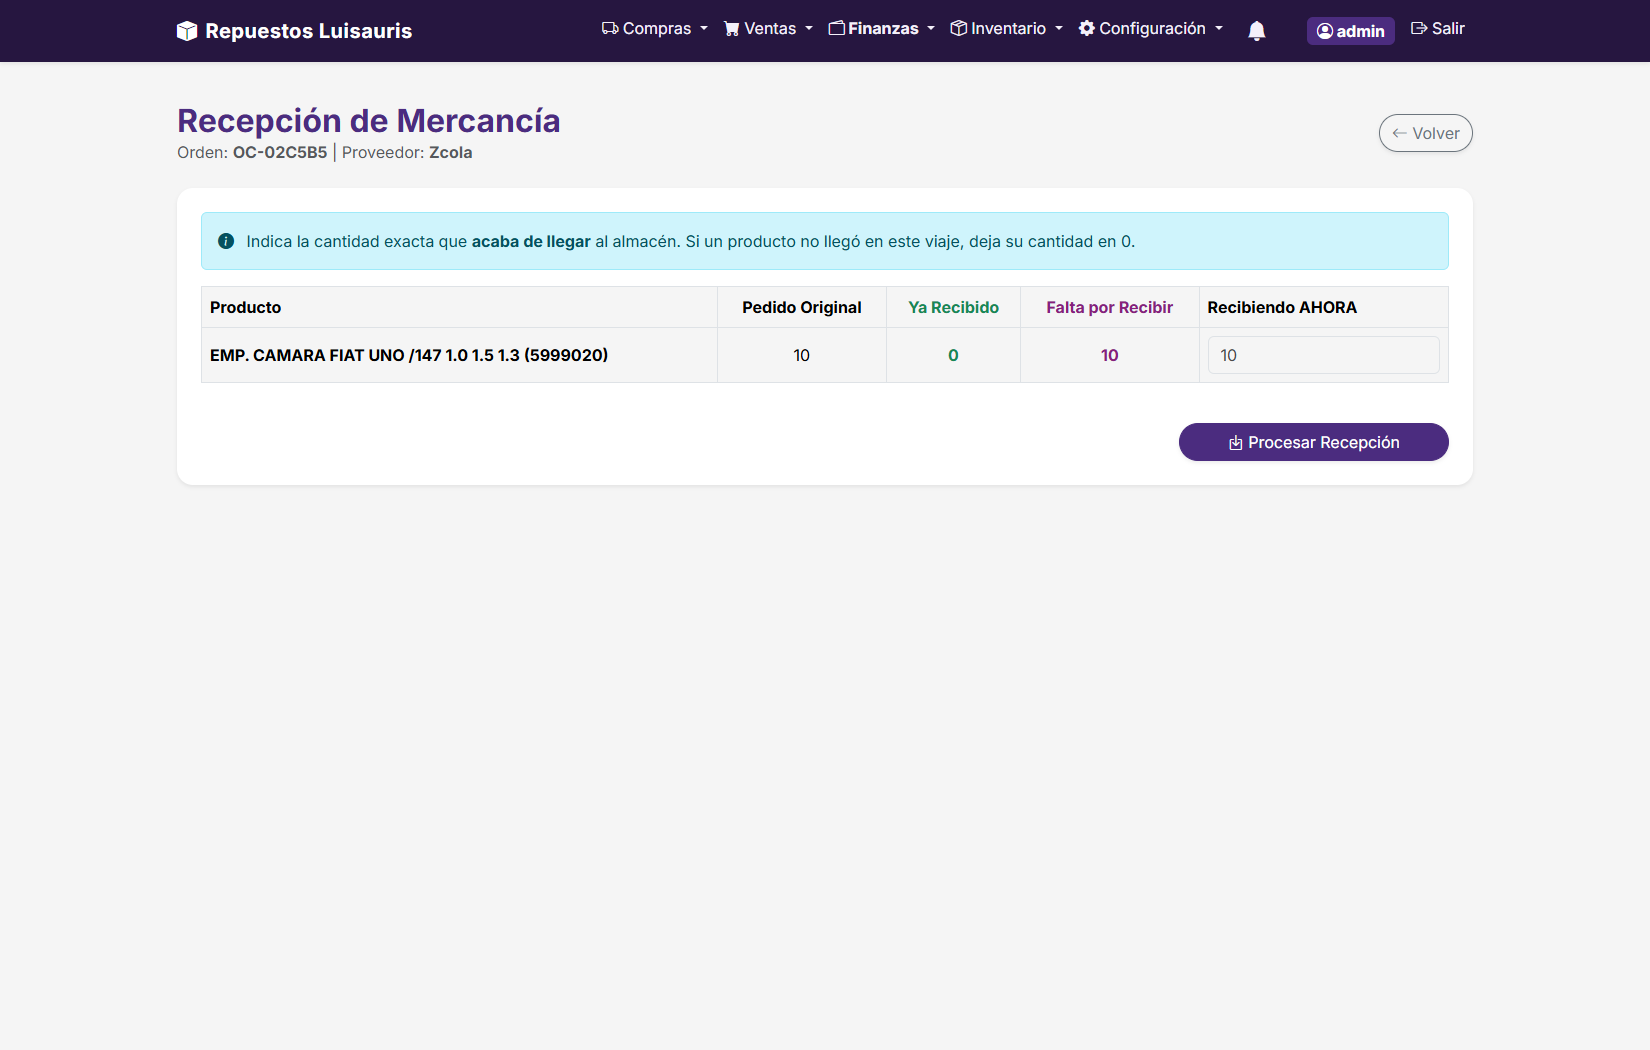 Repuestos Luisauris
Compras
Ventas
Finanzas
Inventario
Configuración
admin
Salir
Recepción de Mercancía
Orden: OC-02C5B5 | Proveedor: Zcola
Volver
Indica la cantidad exacta que acaba de llegar al almacén. Si un producto no llegó en este viaje, deja su cantidad en 0.
Producto Pedido Original Ya Recibido Falta por Recibir Recibiendo AHORA
EMP. CAMARA FIAT UNO /147 1.0 1.5 1.3 (5999020) 10 0 10 10
Procesar Recepción